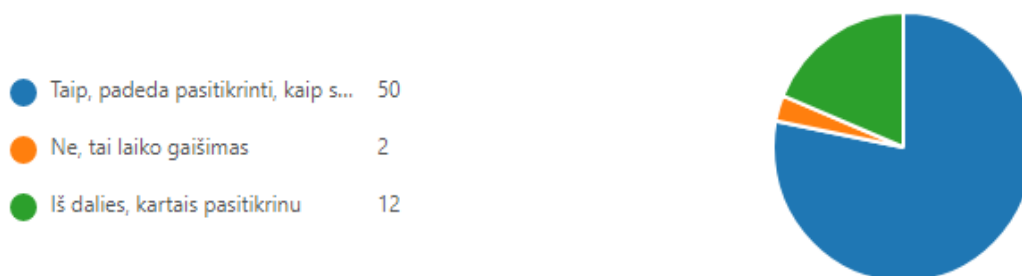 Taip, padeda pasitikrinti, kaip s... 50
Ne, tai laiko gaišimas 2
Iš dalies, kartais pasitikrinu 12